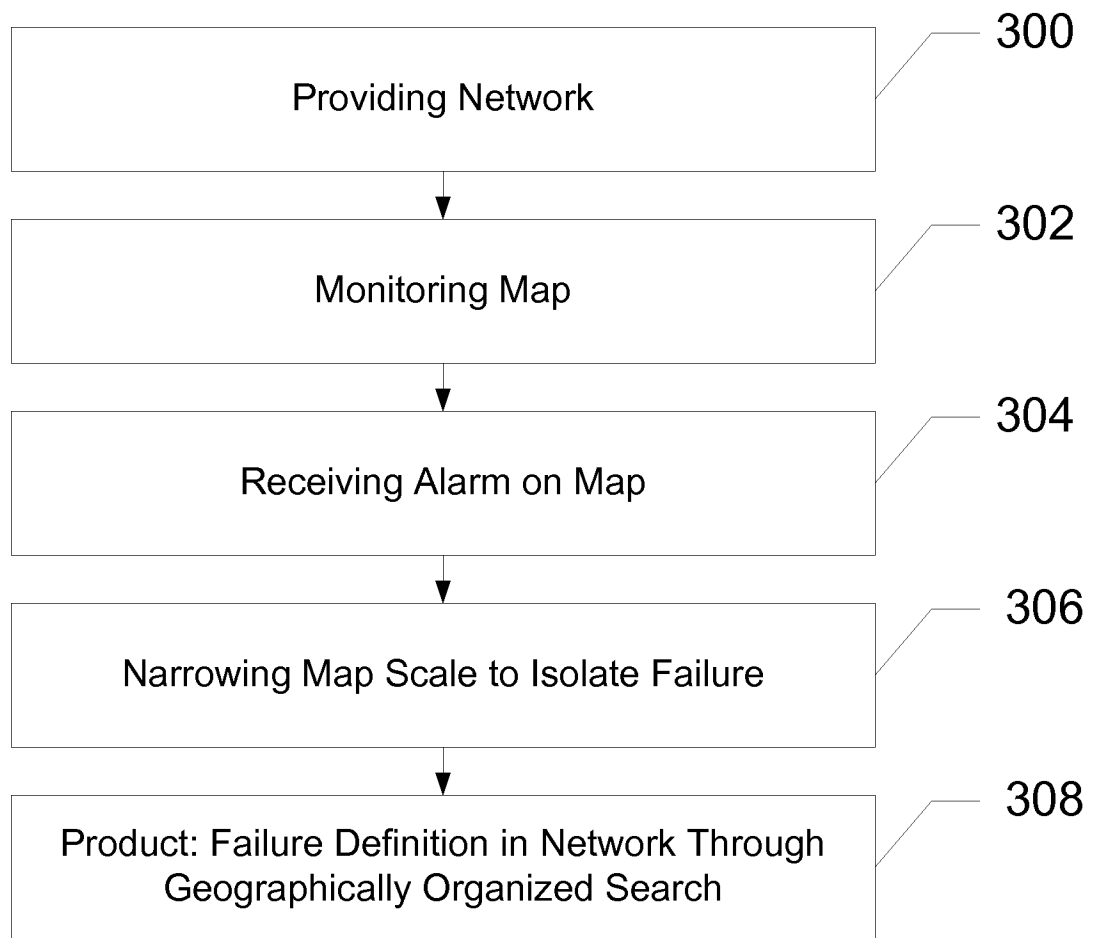 300
Providing Network
302
Monitoring Map
304
Receiving Alarm on Map
306
Narrowing Map Scale to Isolate Failure
308
Product: Failure Definition in Network Through
Geographically Organized Search